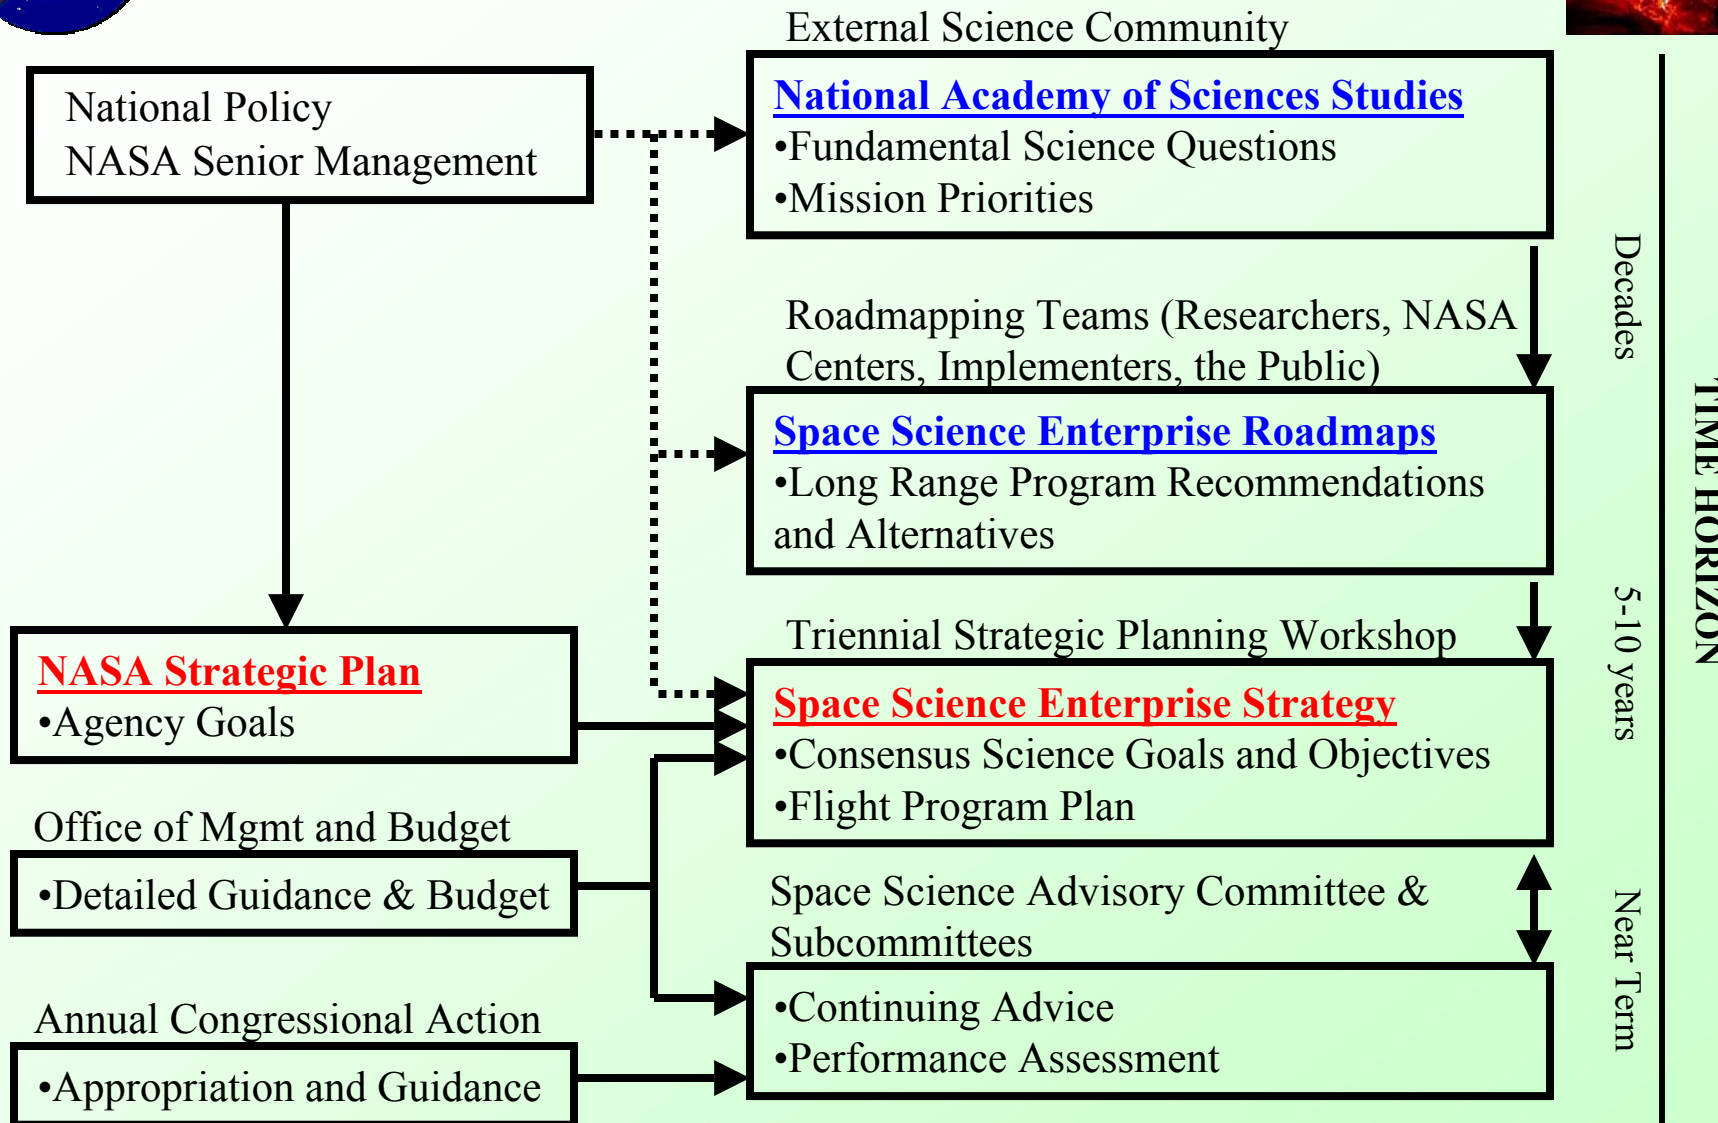 External Science Community
National Policy
NASA Senior Management
National Academy of Sciences Studies
•Fundamental Science Questions
•Mission Priorities
Roadmapping Teams (Researchers, NASA
Centers, Implementers, the Public)
Space Science Enterprise Roadmaps
•Long Range Program Recommendations
and Alternatives
Triennial Strategic Planning Workshop
NASA Strategic Plan
•Agency Goals
Space Science Enterprise Strategy
•Consensus Science Goals and Objectives
•Flight Program Plan
Office of Mgmt and Budget
•Detailed Guidance & Budget
Space Science Advisory Committee &
Subcommittees
•Continuing Advice
•Performance Assessment
Annual Congressional Action
•Appropriation and Guidance
Decades
5-10 years
Near Term
TIME HORIZON